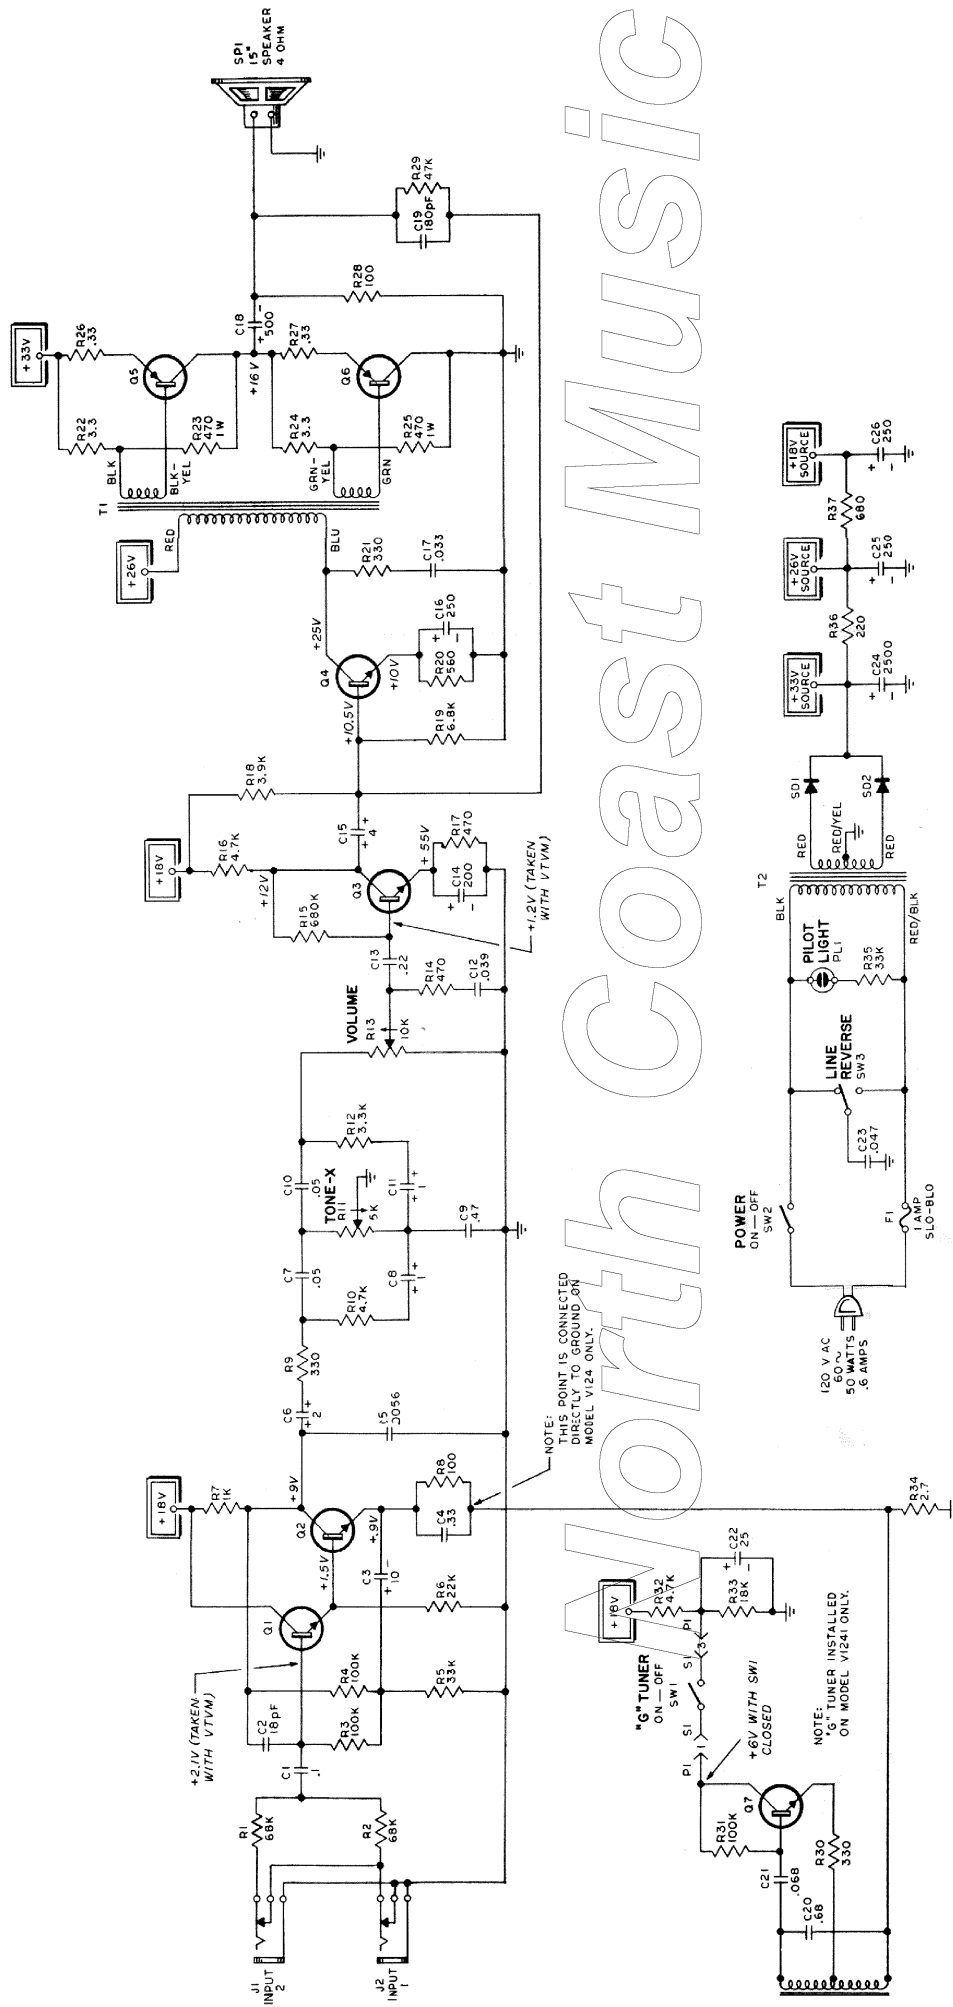 J1
INPUT
2
J2
INPUT
1
R1
68K
R2
68K
C1
.1
+2.1V (TAKEN
WITH VTVM)
C2
18pF
R3
100K
R4
100K
R5
33K
Q1
+1.5V
R6
22K
C3
+ 10 -
+18V
R7
1K
Q2
+9V
+.9V
C4
.33
R8
100
NOTE:
THIS POINT IS CONNECTED
DIRECTLY TO GROUND ON
MODEL V124 ONLY.
.0056
C6
+ 2 +
R9
330
R10
4.7K
C7
.05
C8
+ 1 +
TONE-X
R11
5K
C9
.47
C10
.05
C11
+ 1 +
R12
3.3K
VOLUME
R13
10K
R14
470
C12
.039
C13
.22
+1.2V (TAKEN
WITH VTVM)
R15
680K
+12V
+18V
R16
4.7K
Q3
+.55V
C14
200
+
-
R17
470
C15
+ 4 +
R18
3.9K
+10.5V
R19
6.8K
Q4
+25V
+10V
R20
560
C16
250
+
-
R21
330
C17
.033
+26V
RED
BLU
T1
BLK
BLK-
YEL
GRN-
YEL
GRN
R22
3.3
R23
470
1W
R24
3.3
R25
470
1W
+33V
R26
.33
Q5
+16V
R27
.33
Q6
C18
+ 500 -
R28
100
C19
180pF
R29
47K
SP1
15"
SPEAKER
4 OHM
C20
.68
C21
.068
R30
330
R31
100K
Q7
P1
1
S1
+6V WITH SW1
CLOSED
"G" TUNER
ON—OFF
SW1
S1
3
P1
+18V
R32
4.7K
R33
18K
C22
25
+
-
NOTE:
"G" TUNER INSTALLED
ON MODEL V1241 ONLY.
R34
2.7
120 V AC
60~
50 WATTS
.6 AMPS
POWER
ON—OFF
SW2
F1
1 AMP
SLO-BLO
C23
.047
LINE
REVERSE
SW3
PILOT
LIGHT
PL1
R35
33K
BLK
RED/BLK
T2
RED
RED/YEL
RED
SD1
SD2
+33V
SOURCE
C24
2500
+
-
R36
220
+26V
SOURCE
C25
250
+
-
R37
680
+18V
SOURCE
C26
250
+
-
North Coast Music